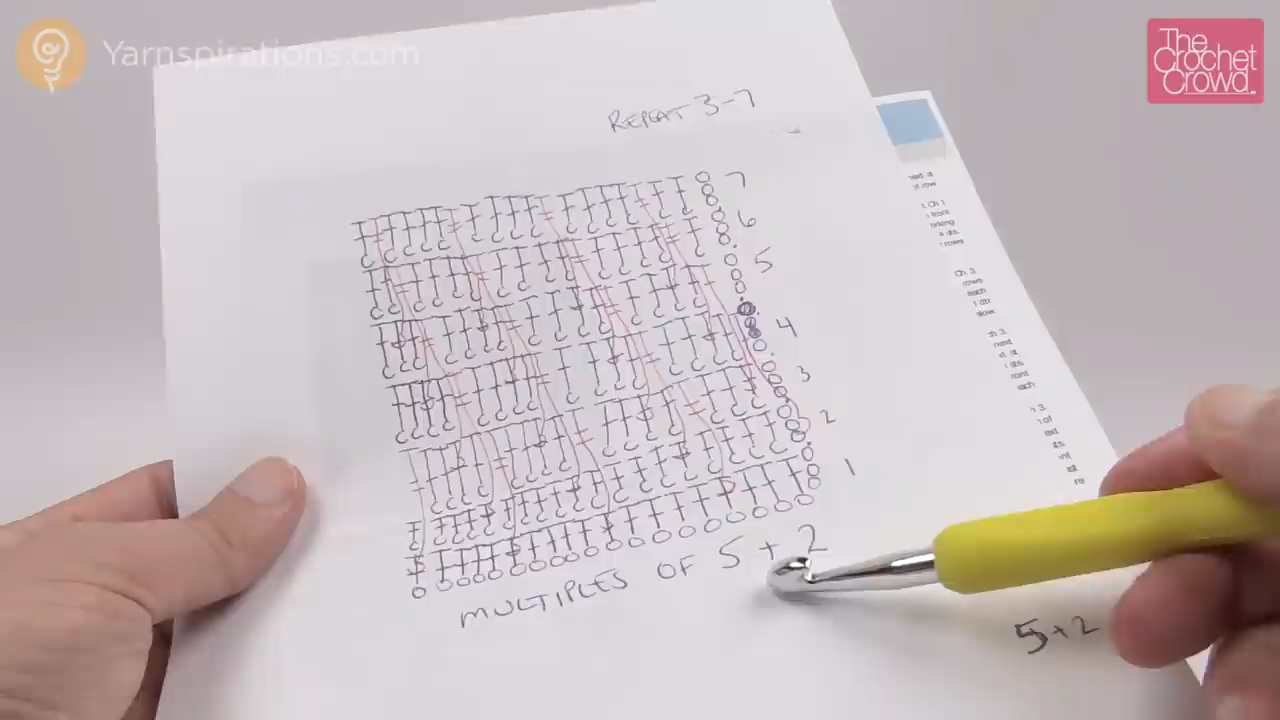 Yarnspirations.com
The
Crochet
Crowd
REPEAT 3-7
7
6
5
4
3
2
1
MULTIPLES OF 5+2
5+2